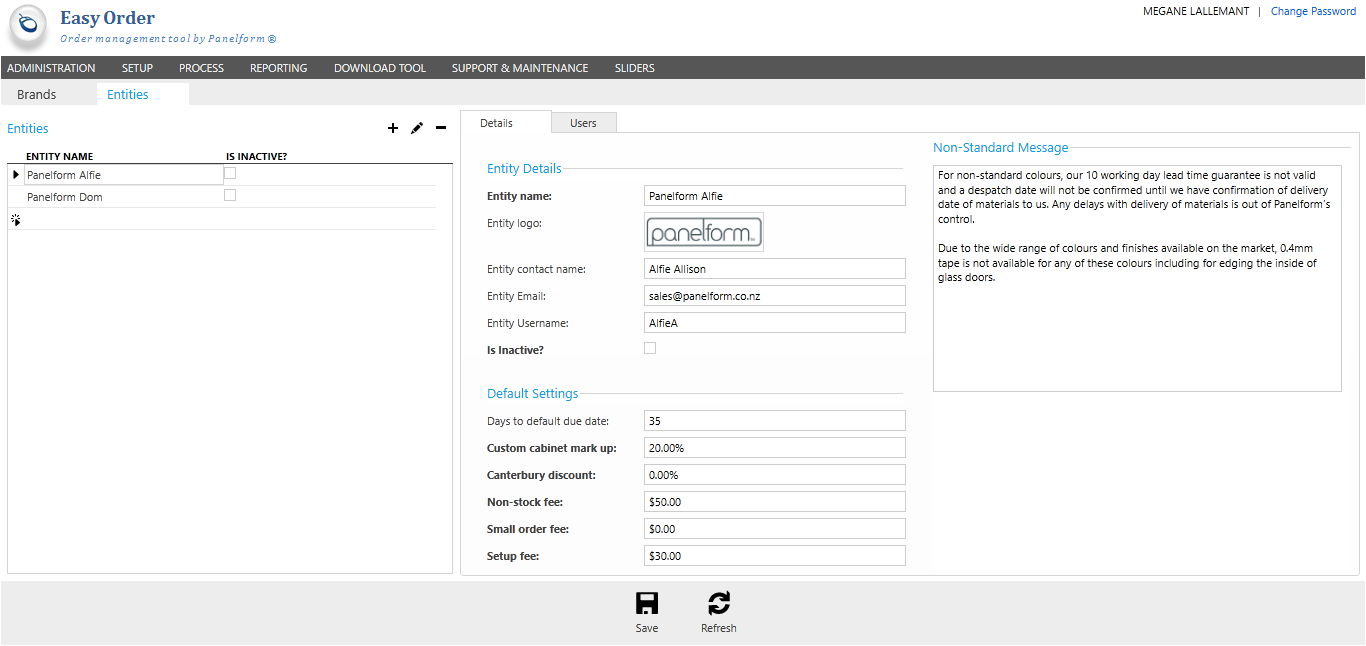 Easy Order
Order management tool by Panelform ®
MEGANE LALLEMANT | Change Password
ADMINISTRATION SETUP PROCESS REPORTING DOWNLOAD TOOL SUPPORT & MAINTENANCE SLIDERS
Brands Entities
Entities
ENTITY NAME IS INACTIVE?
Panelform Alfie
Panelform Dom
Details Users
Entity Details
Entity name: Panelform Alfie
Entity logo: panelform
Entity contact name: Alfie Allison
Entity Email: sales@panelform.co.nz
Entity Username: AlfieA
Is Inactive?
Default Settings
Days to default due date: 35
Custom cabinet mark up: 20.00%
Canterbury discount: 0.00%
Non-stock fee: $50.00
Small order fee: $0.00
Setup fee: $30.00
Non-Standard Message
For non-standard colours, our 10 working day lead time guarantee is not valid
and a despatch date will not be confirmed until we have confirmation of delivery
date of materials to us. Any delays with delivery of materials is out of Panelform´s
control.
Due to the wide range of colours and finishes available on the market, 0.4mm
tape is not available for any of these colours including for edging the inside of
glass doors.
Save Refresh